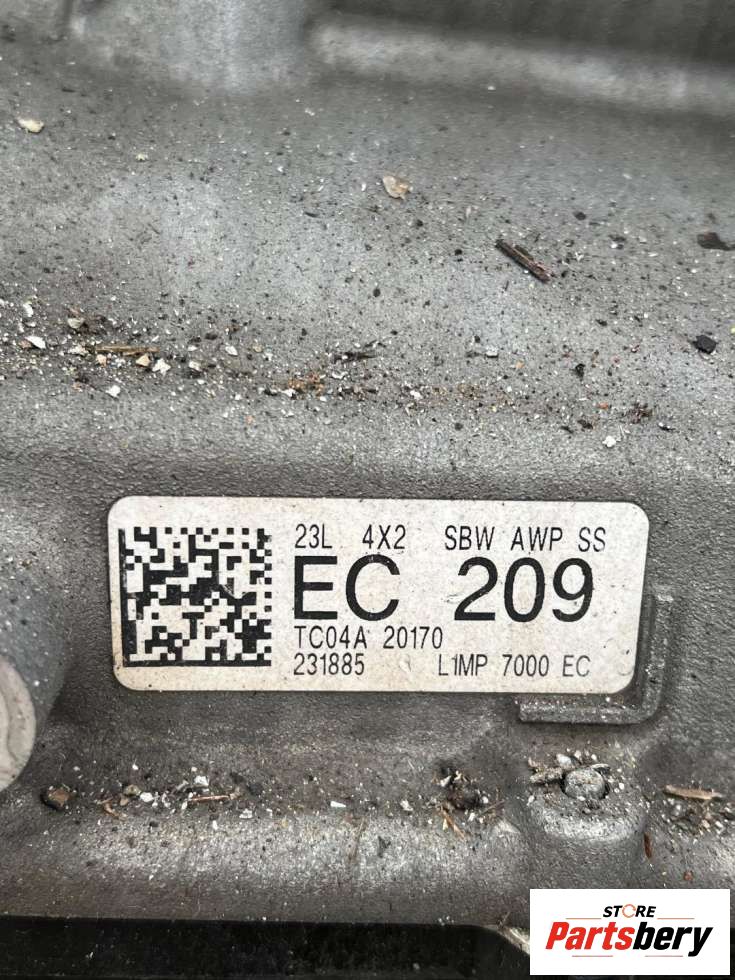 23L 4X2 SBW AWP SS
EC 209
TC04A 20170
231885 L1MP 7000 EC
STORE
Partsbery